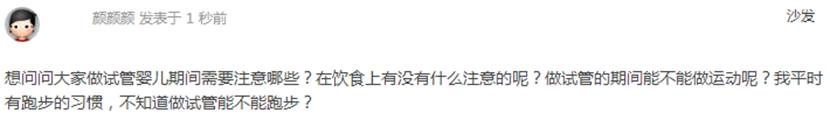 颜颜颜 发表于 1 秒前 沙发
想问问大家做试管婴儿期间需要注意哪些？在饮食上有没有什么注意的呢？做试管的期间能不能做运动呢？我平时
有跑步的习惯，不知道做试管能不能跑步？